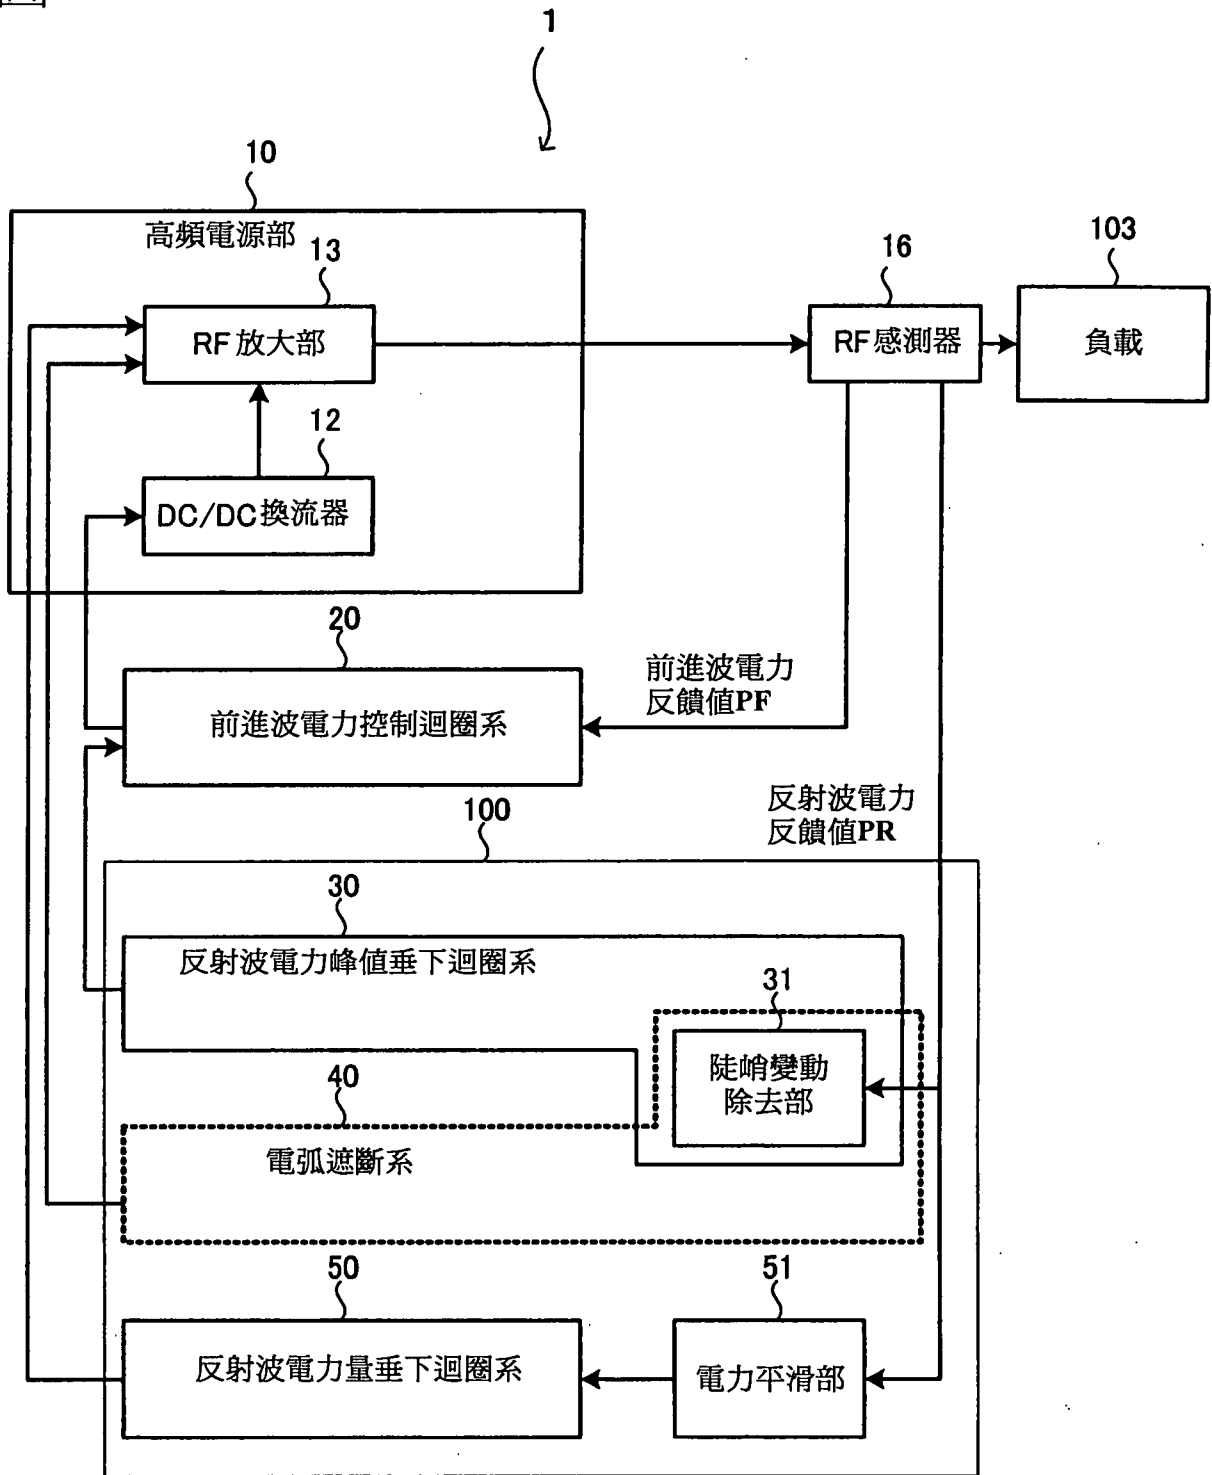 圖
1
10
高頻電源部
13
RF放大部
12
DC/DC換流器
16
RF感測器
103
負載
20
前進波電力控制迴圈系
前進波電力
反饋值PF
反射波電力
反饋值PR
100
30
反射波電力峰值垂下迴圈系
31
陡峭變動
除去部
40
電弧遮斷系
50
反射波電力量垂下迴圈系
51
電力平滑部